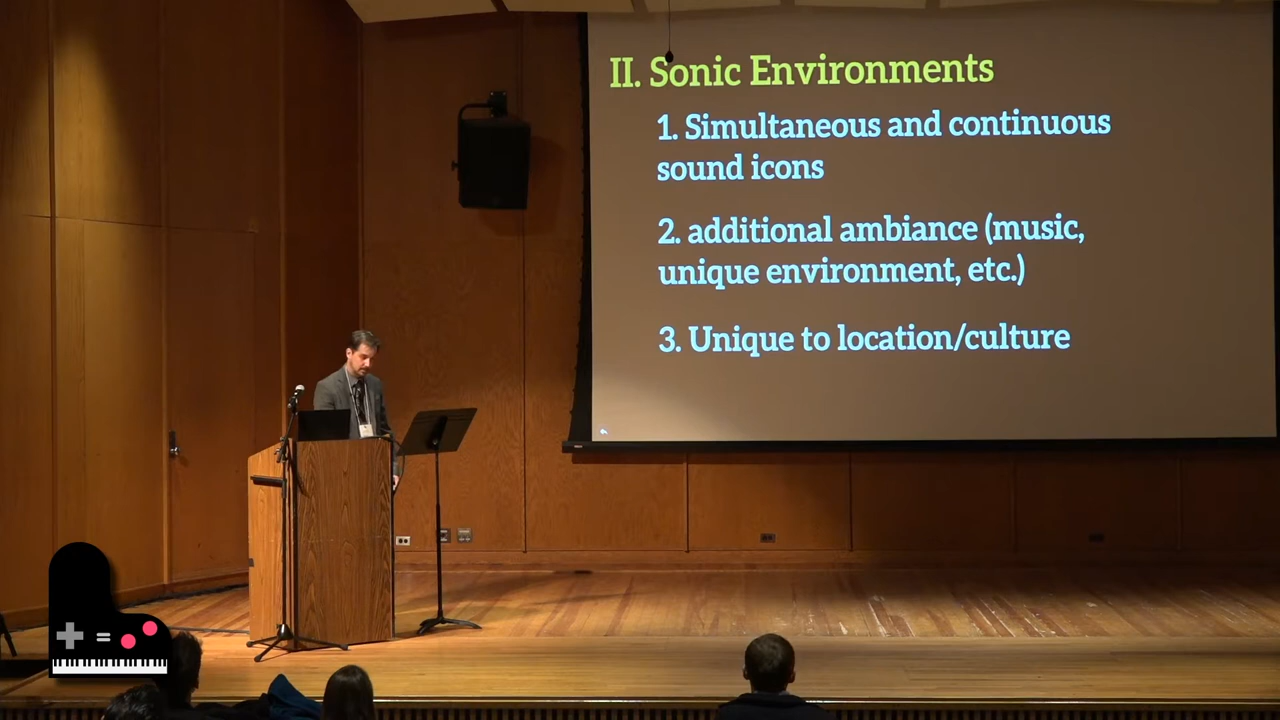 II. Sonic Environments
1. Simultaneous and continuous
sound icons
2. additional ambiance (music,
unique environment, etc.)
3. Unique to location/culture